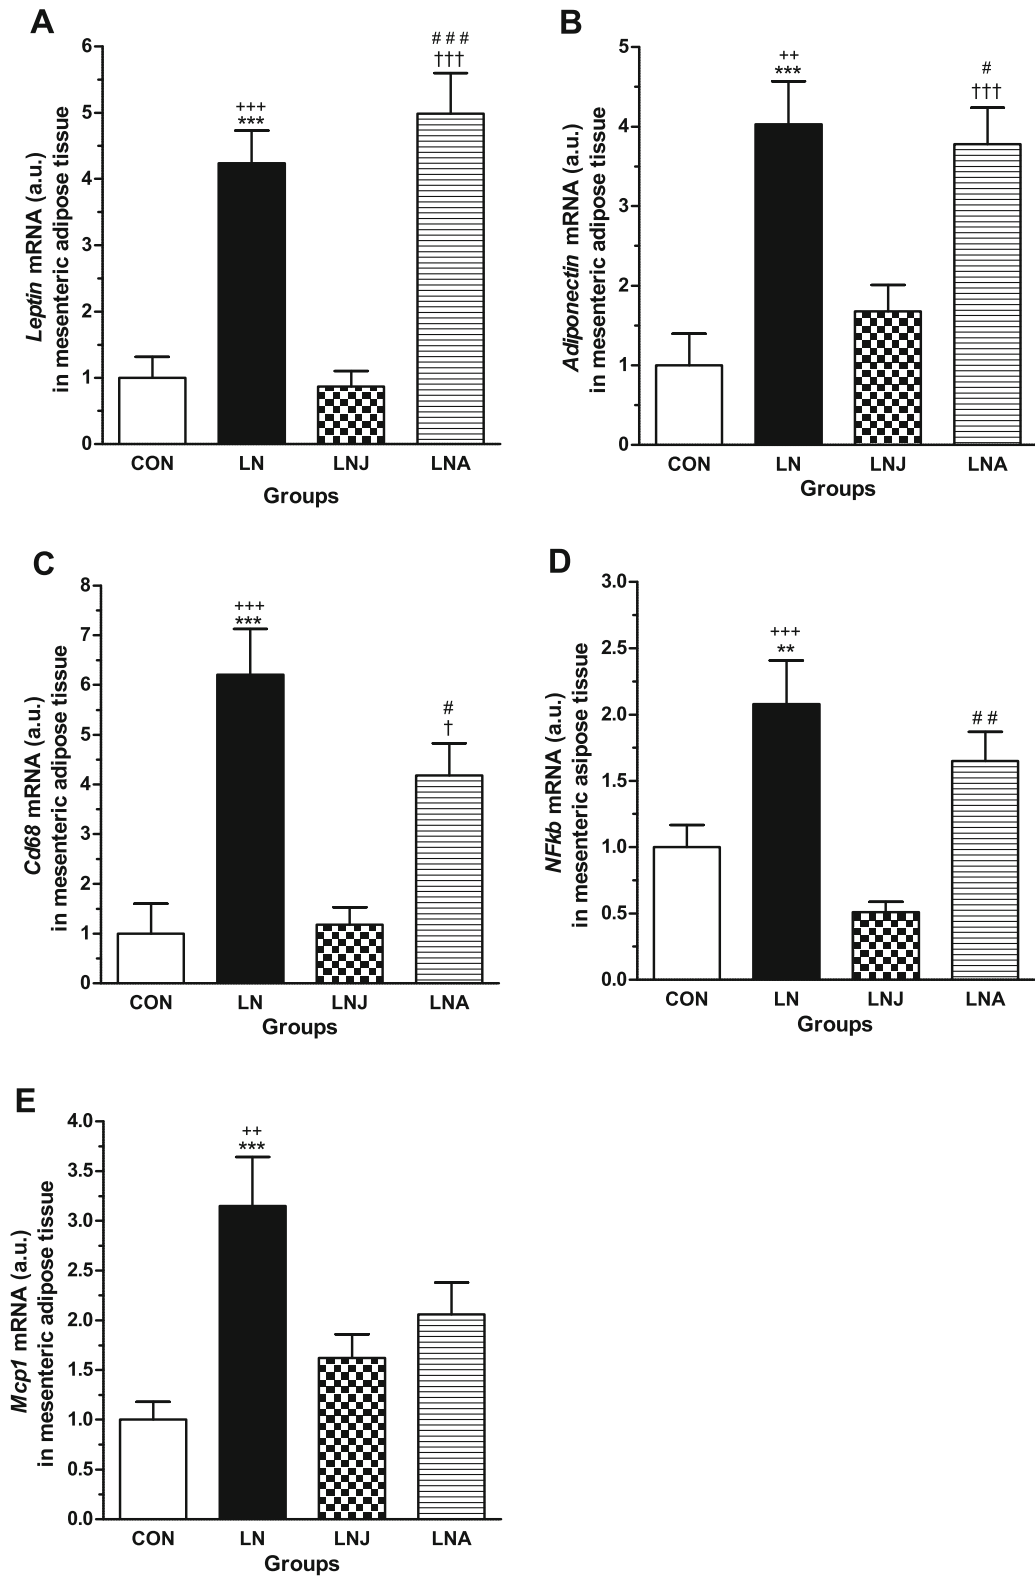 A
Leptin mRNA (a.u.)
in mesenteric adipose tissue
6
5
4
3
2
1
0
+++
***
# # #
†††
CON LN LNJ LNA
Groups
B
Adiponectin mRNA (a.u.)
in mesenteric adipose tissue
5
4
3
2
1
0
++
***
#
†††
CON LN LNJ LNA
Groups
C
Cd68 mRNA (a.u.)
in mesenteric adipose tissue
8
7
6
5
4
3
2
1
0
+++
***
#
†
CON LN LNJ LNA
Groups
D
NFkb mRNA (a.u.)
in mesenteric asipose tissue
3.0
2.5
2.0
1.5
1.0
0.5
0.0
+++
**
# #
CON LN LNJ LNA
Groups
E
Mcp1 mRNA (a.u.)
in mesenteric adipose tissue
4.0
3.5
3.0
2.5
2.0
1.5
1.0
0.5
0.0
++
***
CON LN LNJ LNA
Groups